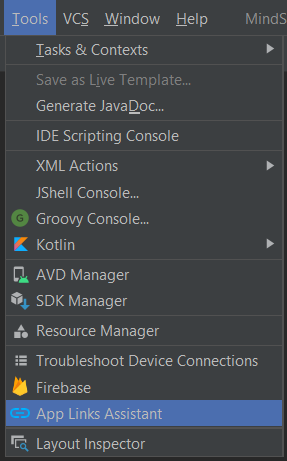 Tools VCS Window Help MindS
Tasks & Contexts
Save as Live Template...
Generate JavaDoc...
IDE Scripting Console
XML Actions
JShell Console...
G Groovy Console...
Kotlin
AVD Manager
SDK Manager
Resource Manager
Troubleshoot Device Connections
Firebase
App Links Assistant
Layout Inspector